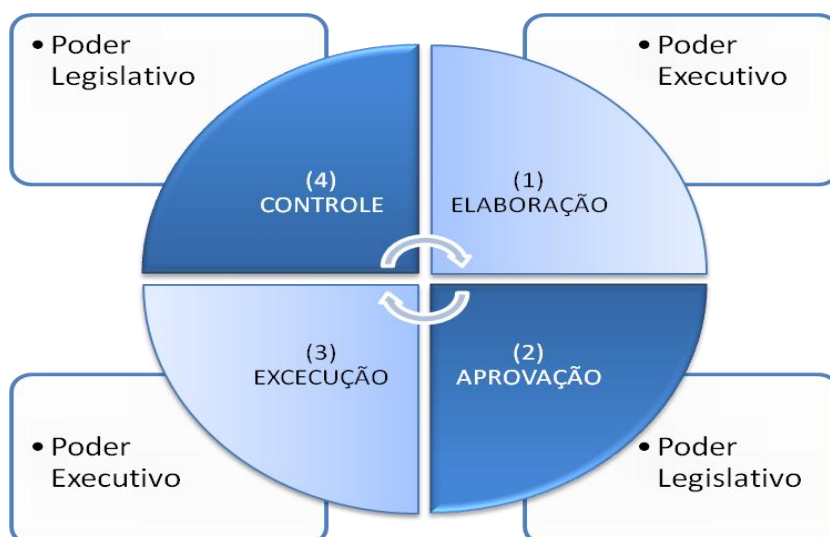 • Poder
Legislativo
• Poder
Executivo
(4)
CONTROLE
(1)
ELABORAÇÃO
(3)
EXCECUÇÃO
(2)
APROVAÇÃO
• Poder
Executivo
• Poder
Legislativo